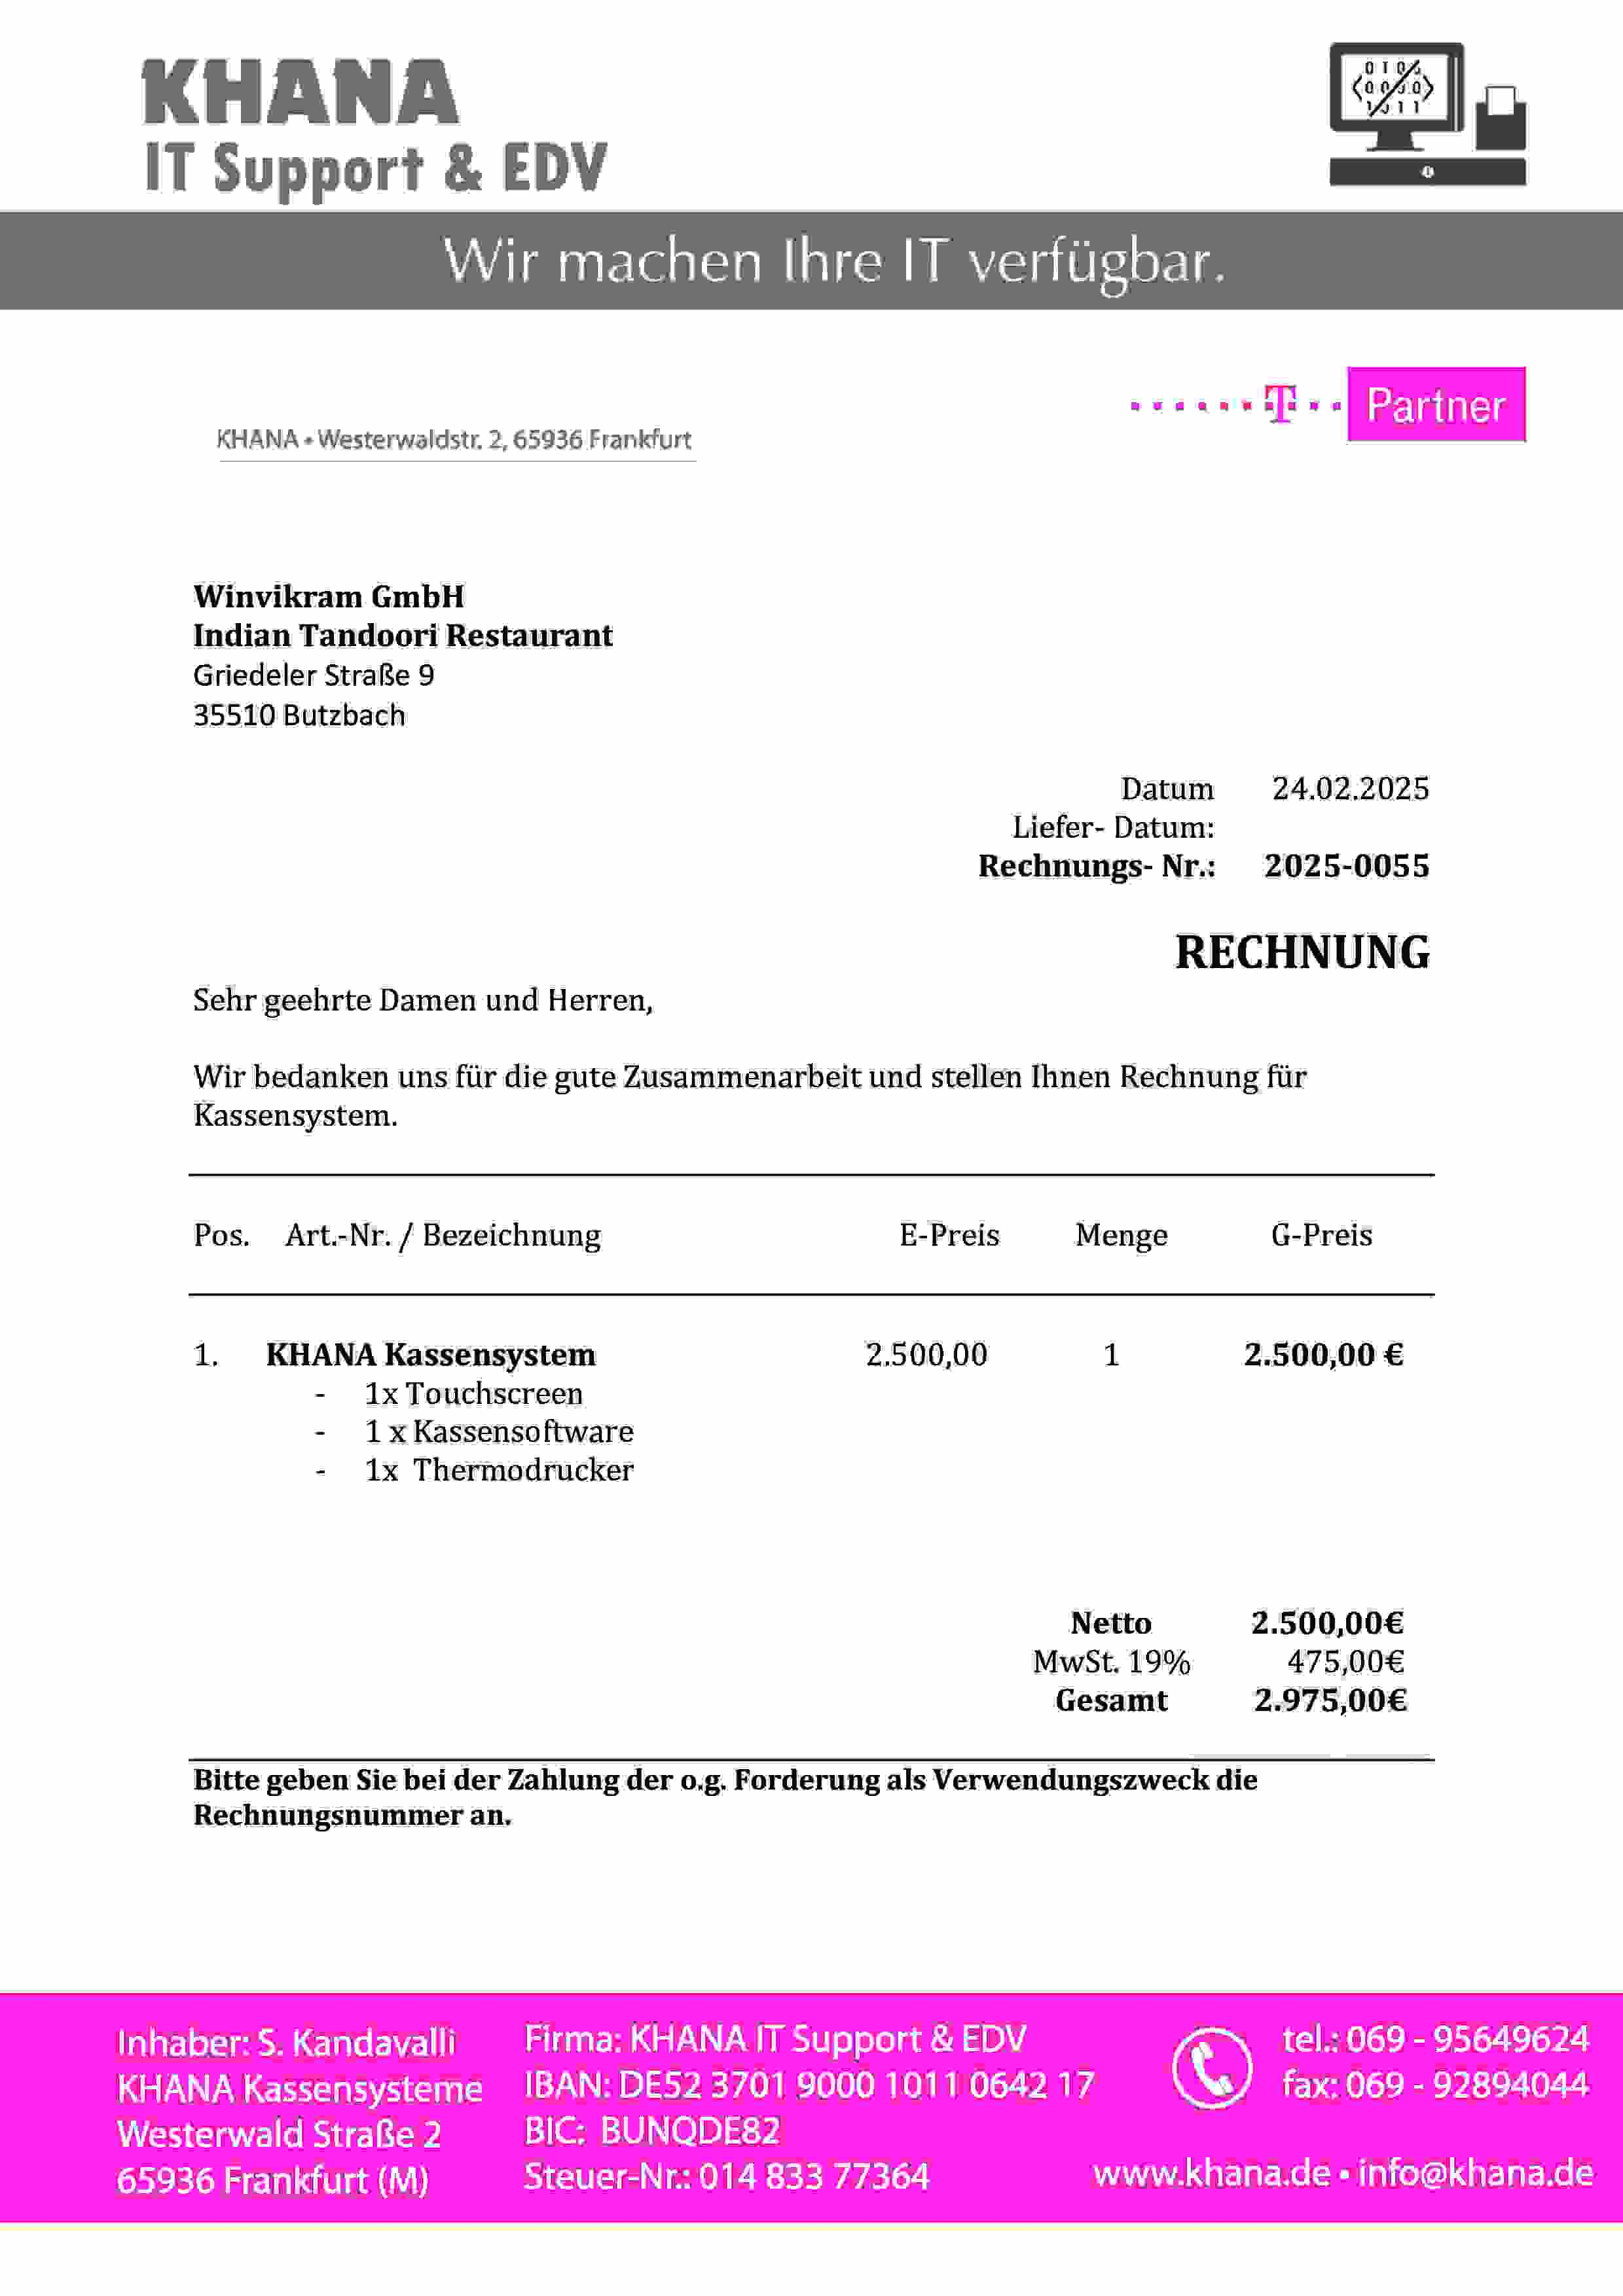 KHANA
IT Support & EDV
Wir machen Ihre IT verfügbar.
T Partner
KHANA • Westerwaldstr. 2, 65936 Frankfurt
Winvikram GmbH
Indian Tandoori Restaurant
Griedeler Straße 9
35510 Butzbach
Datum 24.02.2025
Liefer- Datum:
Rechnungs- Nr.: 2025-0055
RECHNUNG
Sehr geehrte Damen und Herren,
Wir bedanken uns für die gute Zusammenarbeit und stellen Ihnen Rechnung für
Kassensystem.
Pos. Art.-Nr. / Bezeichnung E-Preis Menge G-Preis
1. KHANA Kassensystem 2.500,00 1 2.500,00 €
- 1x Touchscreen
- 1 x Kassensoftware
- 1x Thermodrucker
Netto 2.500,00€
MwSt. 19% 475,00€
Gesamt 2.975,00€
Bitte geben Sie bei der Zahlung der o.g. Forderung als Verwendungszweck die
Rechnungsnummer an.
Inhaber: S. Kandavalli
KHANA Kassensysteme
Westerwald Straße 2
65936 Frankfurt (M)
Firma: KHANA IT Support & EDV
IBAN: DE52 3701 9000 1011 0642 17
BIC: BUNQDE82
Steuer-Nr.: 014 833 77364
tel.: 069 - 95649624
fax: 069 - 92894044
www.khana.de • info@khana.de